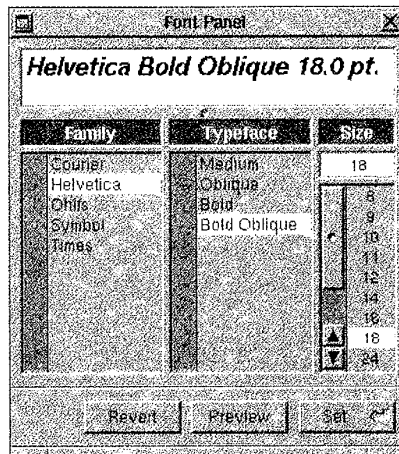 Font Panel
Helvetica Bold Oblique 18.0 pt.
Family
Typeface
Size
Courier
Helvetica
Ohlfs
Symbol
Times
Medium
Oblique
Bold
Bold Oblique
18
8
9
10
11
12
14
16
18
24
Revert
Preview
Set